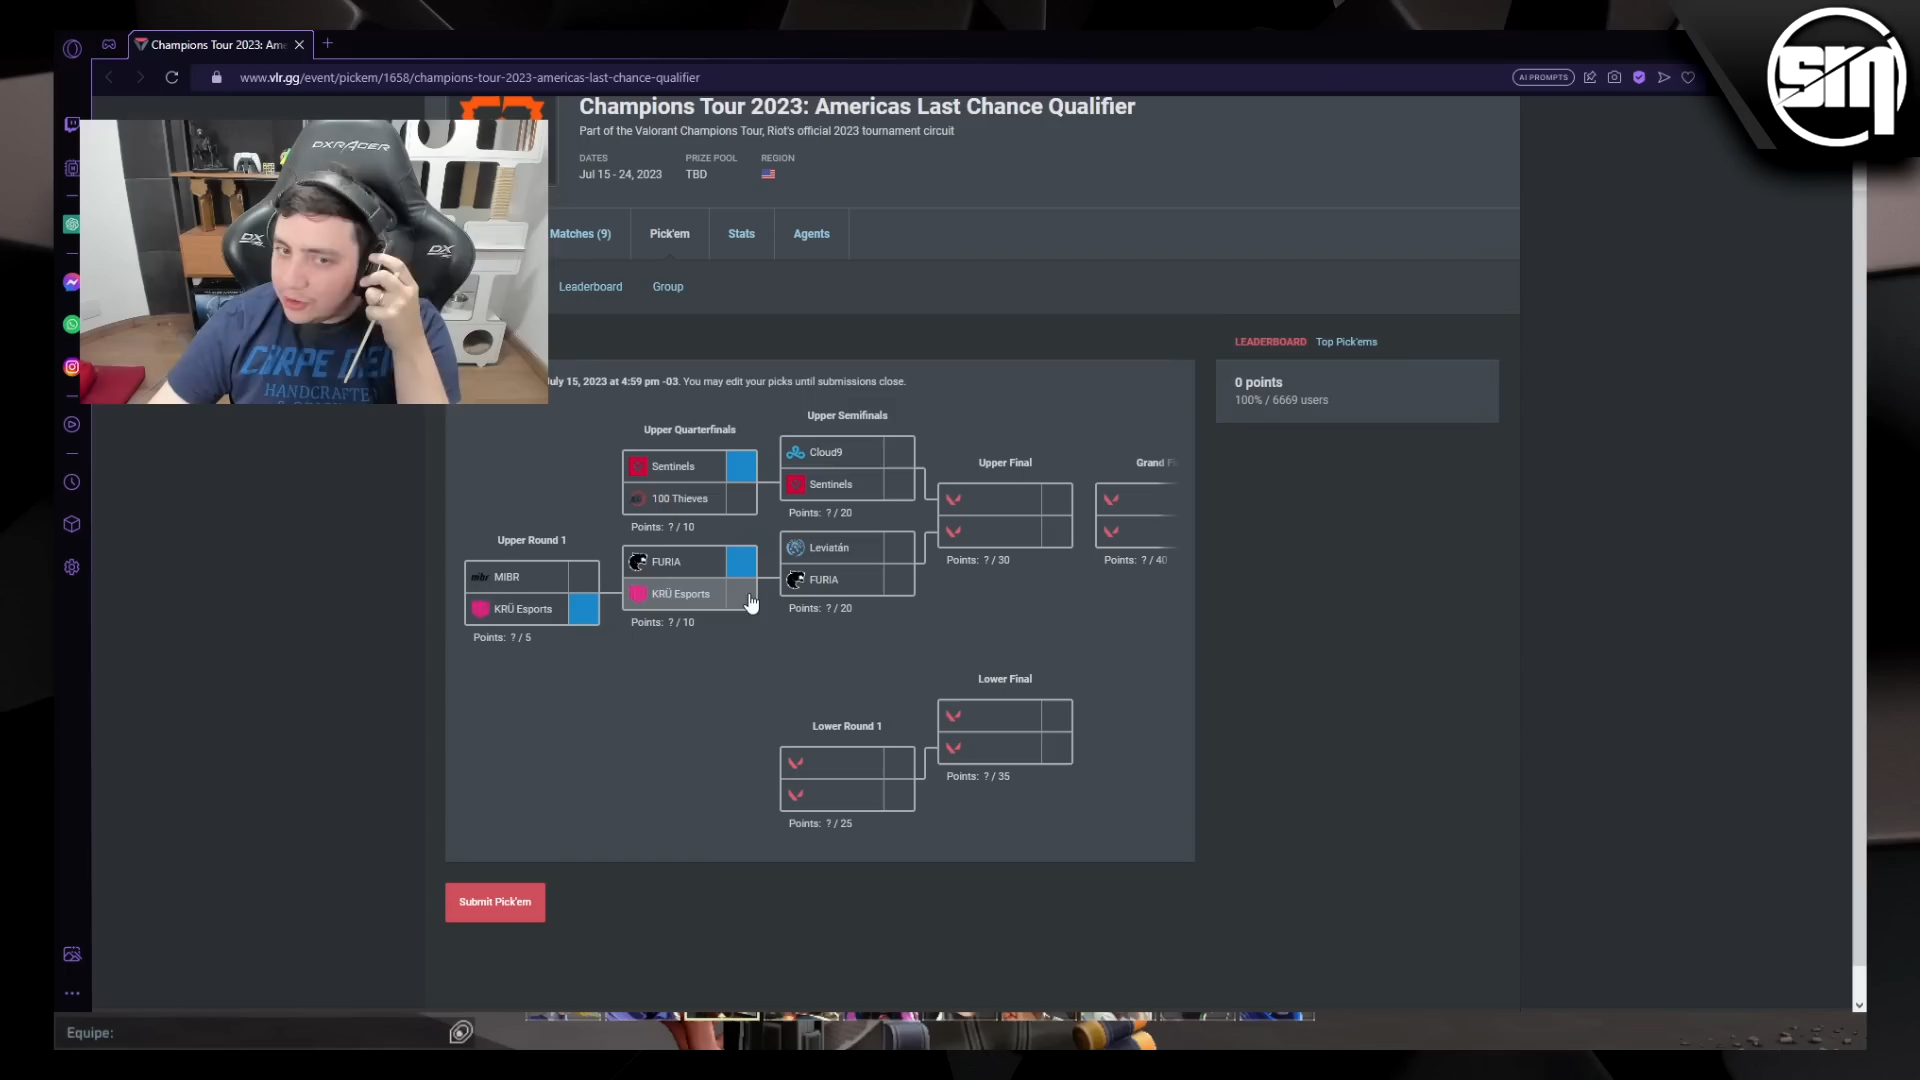 Champions Tour 2023: Ame
www.vlr.gg/event/pickem/1658/champions-tour-2023-americas-last-chance-qualifier
AI PROMPTS
SM
Champions Tour 2023: Americas Last Chance Qualifier
Part of the Valorant Champions Tour, Riot's official 2023 tournament circuit
DATES PRIZE POOL REGION
Jul 15 - 24, 2023 TBD
Matches (9) Pick'em Stats Agents
Leaderboard Group
DXRACER
DX
DX
CARPE DIE
HANDCRAFTE
LEADERBOARD Top Pick'ems
0 points
100% / 6669 users
July 15, 2023 at 4:59 pm -03. You may edit your picks until submissions close.
Upper Semifinals
Upper Quarterfinals
Cloud9
Sentinels
Points: ? / 20
Sentinels
100 Thieves
Points: ? / 10
Upper Final
Points: ? / 30
Grand Fi
Points: ? / 40
Upper Round 1
MIBR
KRÜ Esports
Points: ? / 5
FURIA
KRÜ Esports
Points: ? / 10
Leviatán
FURIA
Points: ? / 20
Lower Final
Points: ? / 35
Lower Round 1
Points: ? / 25
Submit Pick'em
Equipe: